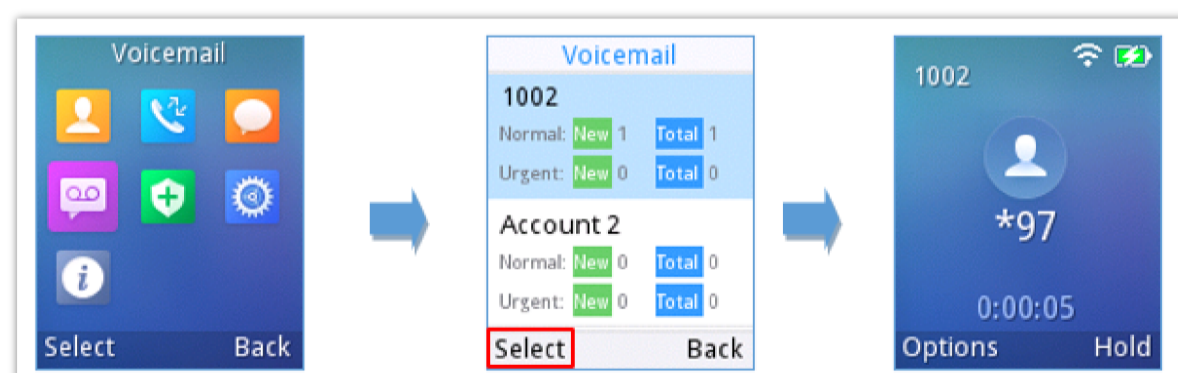 Voicemail
Select Back
Voicemail
1002
Normal: New 1 Total 1
Urgent: New 0 Total 0
Account 2
Normal: New 0 Total 0
Urgent: New 0 Total 0
Select Back
1002
*97
0:00:05
Options Hold